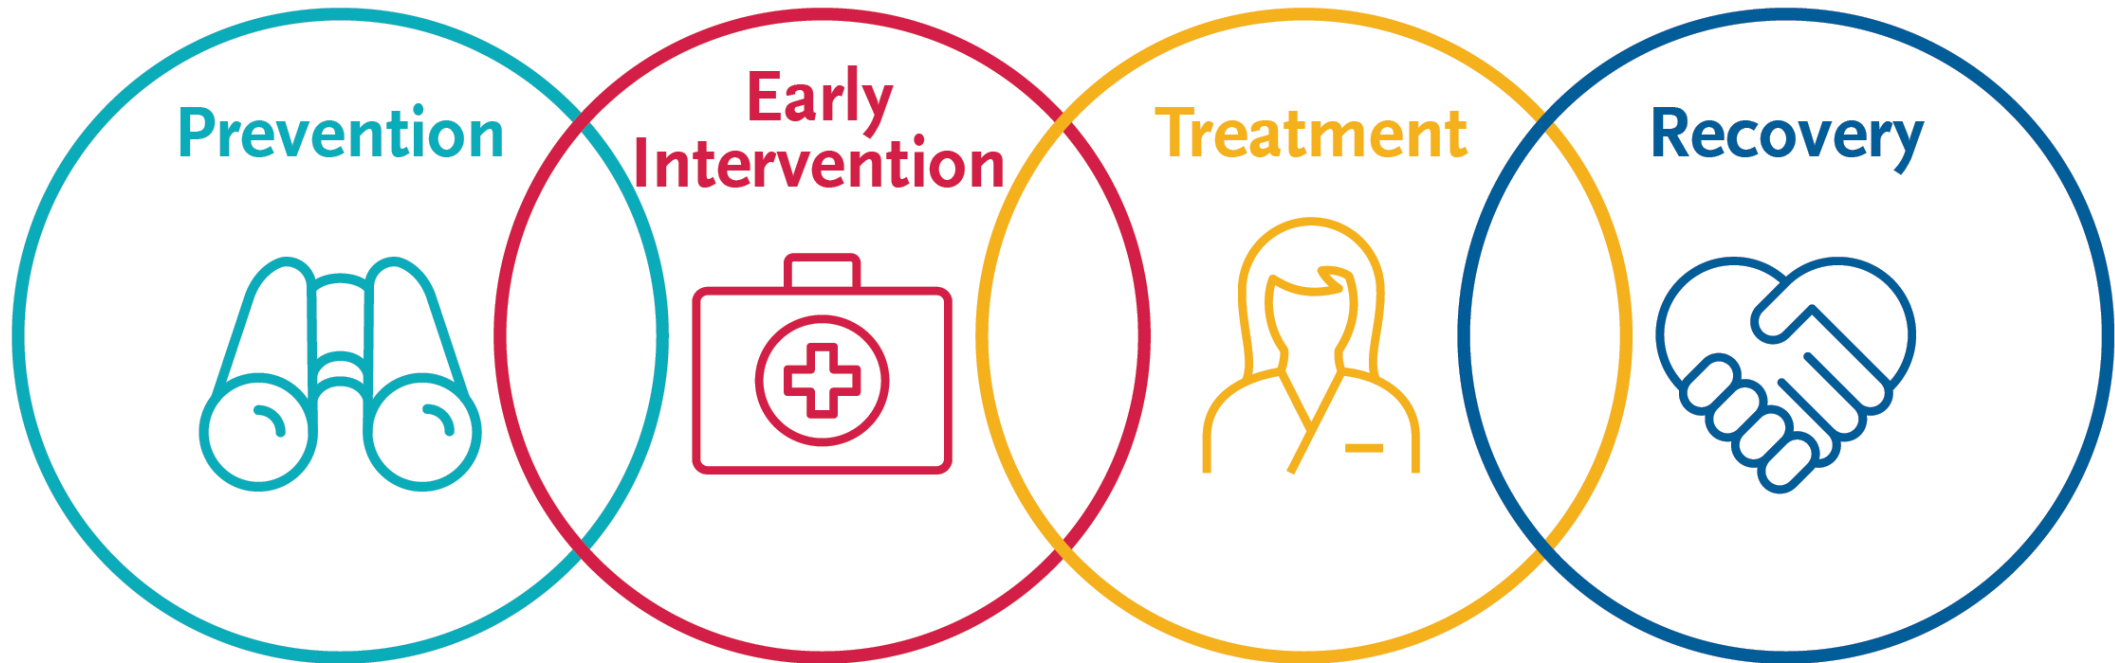 Prevention
Early
Intervention
Treatment
Recovery